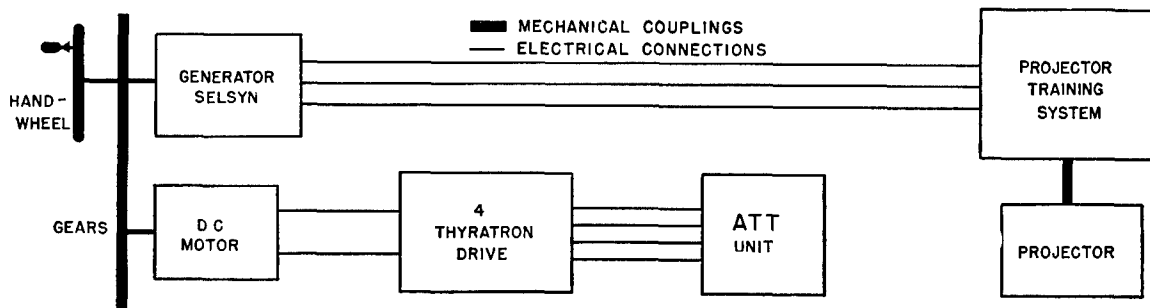 MECHANICAL COUPLINGS
ELECTRICAL CONNECTIONS
HAND-
WHEEL
GENERATOR
SELSYN
PROJECTOR
TRAINING
SYSTEM
GEARS
DC
MOTOR
4
THYRATRON
DRIVE
ATT
UNIT
PROJECTOR